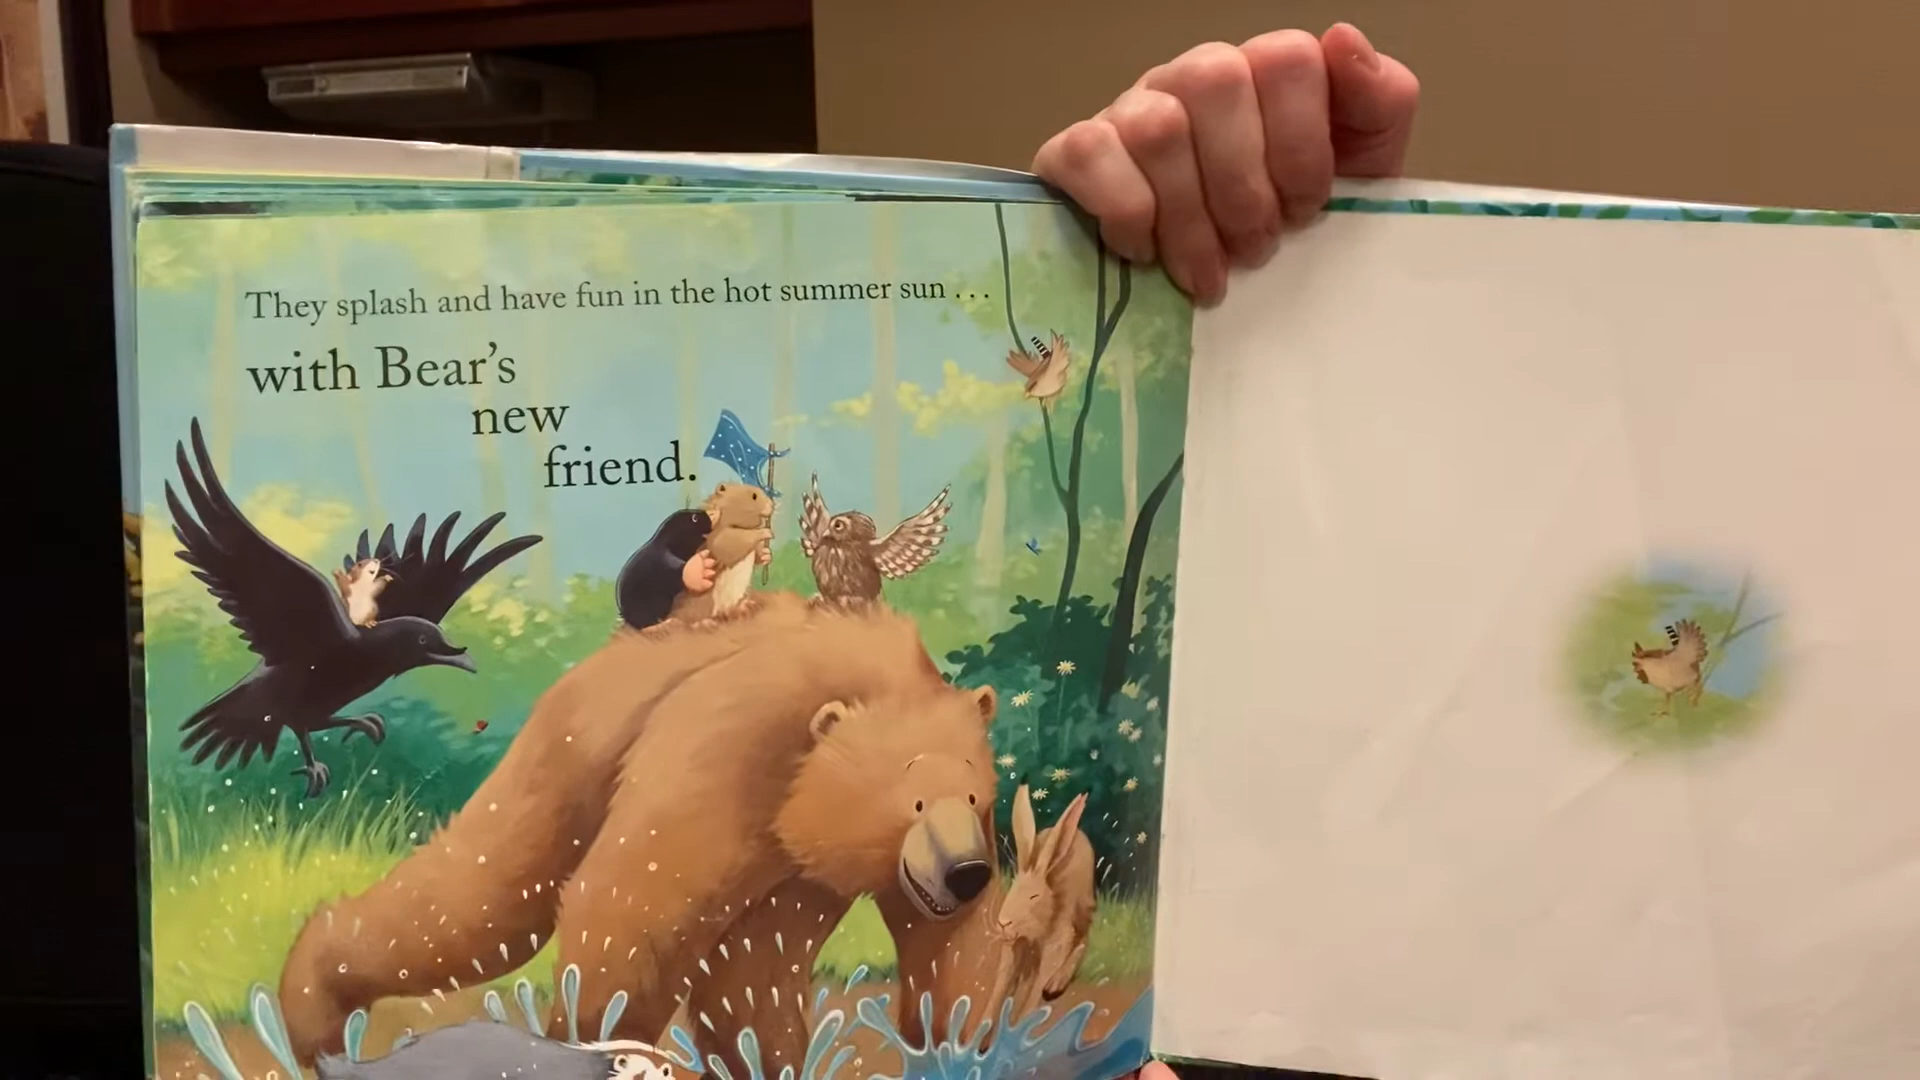 They splash and have fun in the hot summer sun . . .
with Bear's
new
friend.